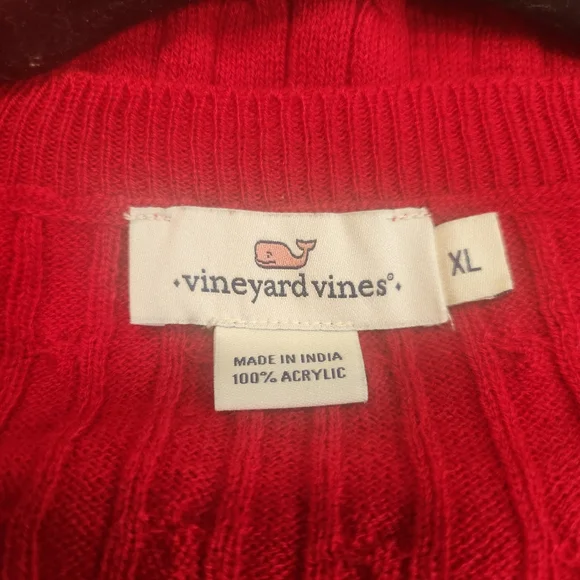 vineyard vines®
XL
MADE IN INDIA
100% ACRYLIC